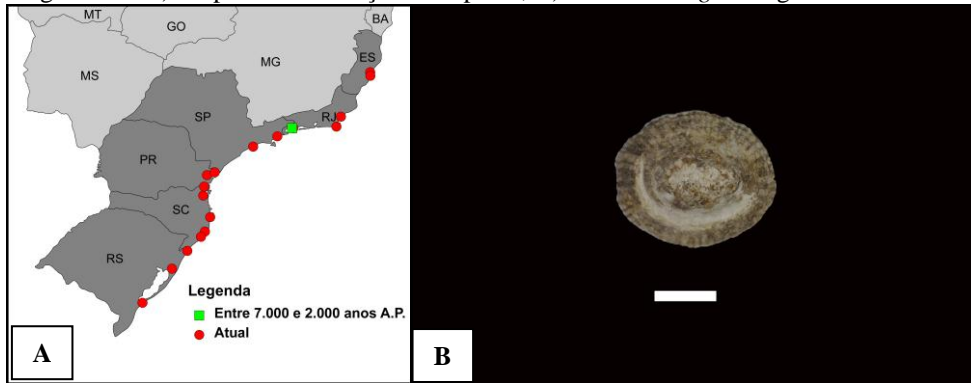 MT
GO
BA
MS
MG
ES
SP
RJ
PR
SC
RS
Legenda
Entre 7.000 e 2.000 anos A.P.
Atual
A
B